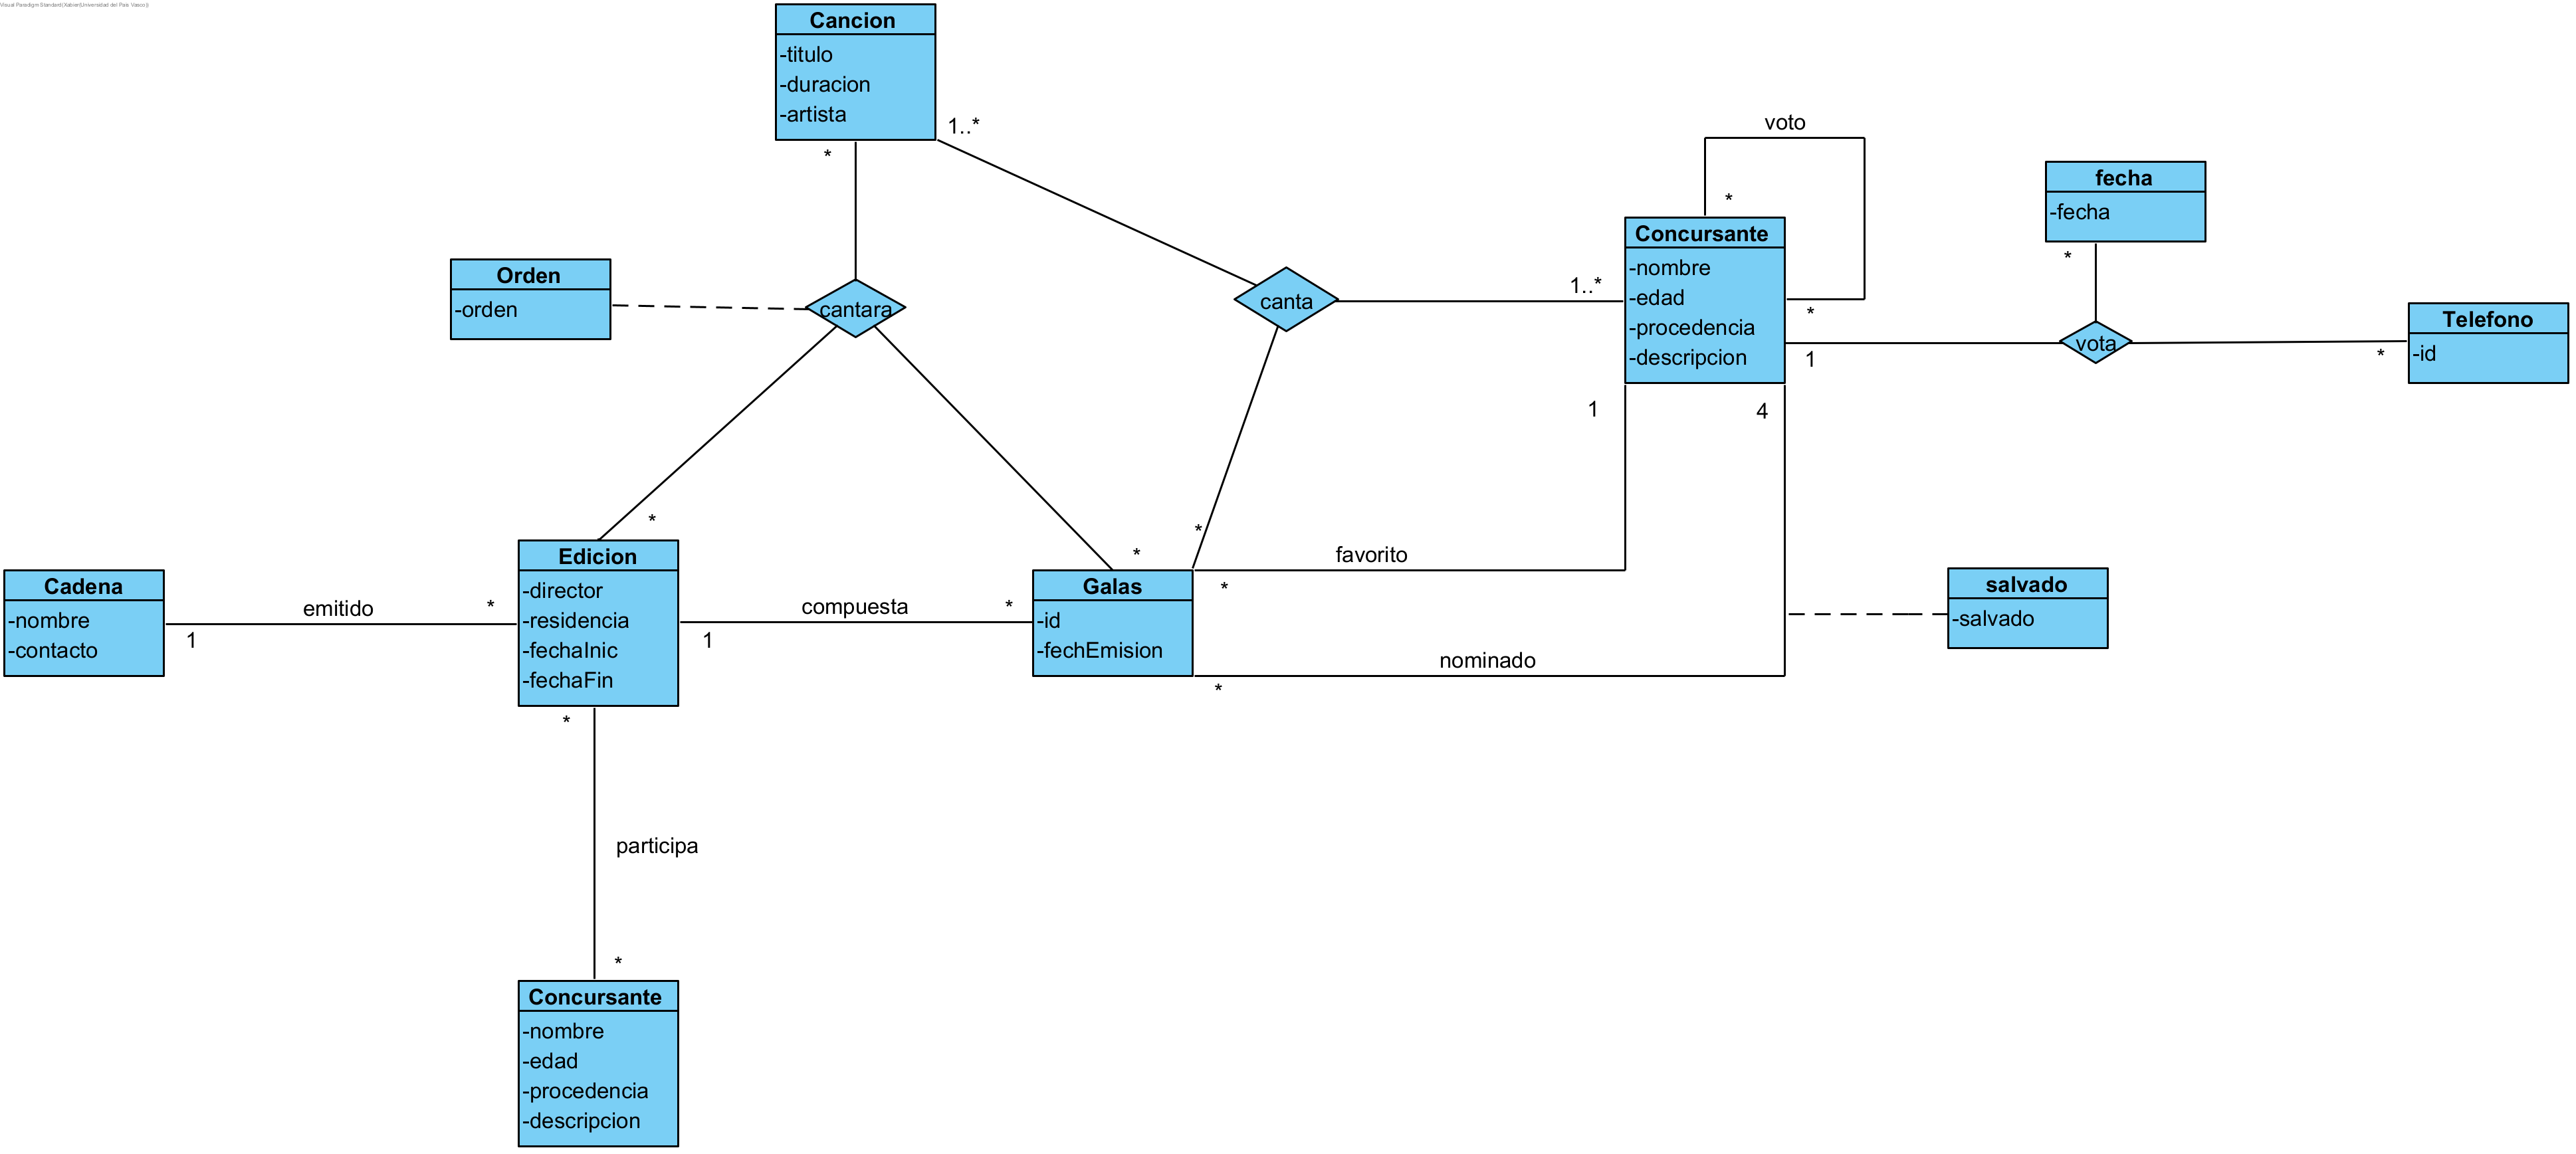 Visual Paradigm Standard(Xabier(Universidad del Pais Vasco))
Cancion
-titulo
-duracion
-artista
1..*
*
voto
*
fecha
-fecha
*
Concursante
-nombre
-edad
-procedencia
-descripcion
1..*
*
1
1
4
Orden
-orden
cantara
canta
vota
*
Telefono
-id
*
*
*
favorito
*
Cadena
-nombre
-contacto
1
emitido
*
Edicion
-director
-residencia
-fechaInic
-fechaFin
1
compuesta
*
Galas
-id
-fechEmision
nominado
*
salvado
-salvado
*
participa
*
Concursante
-nombre
-edad
-procedencia
-descripcion